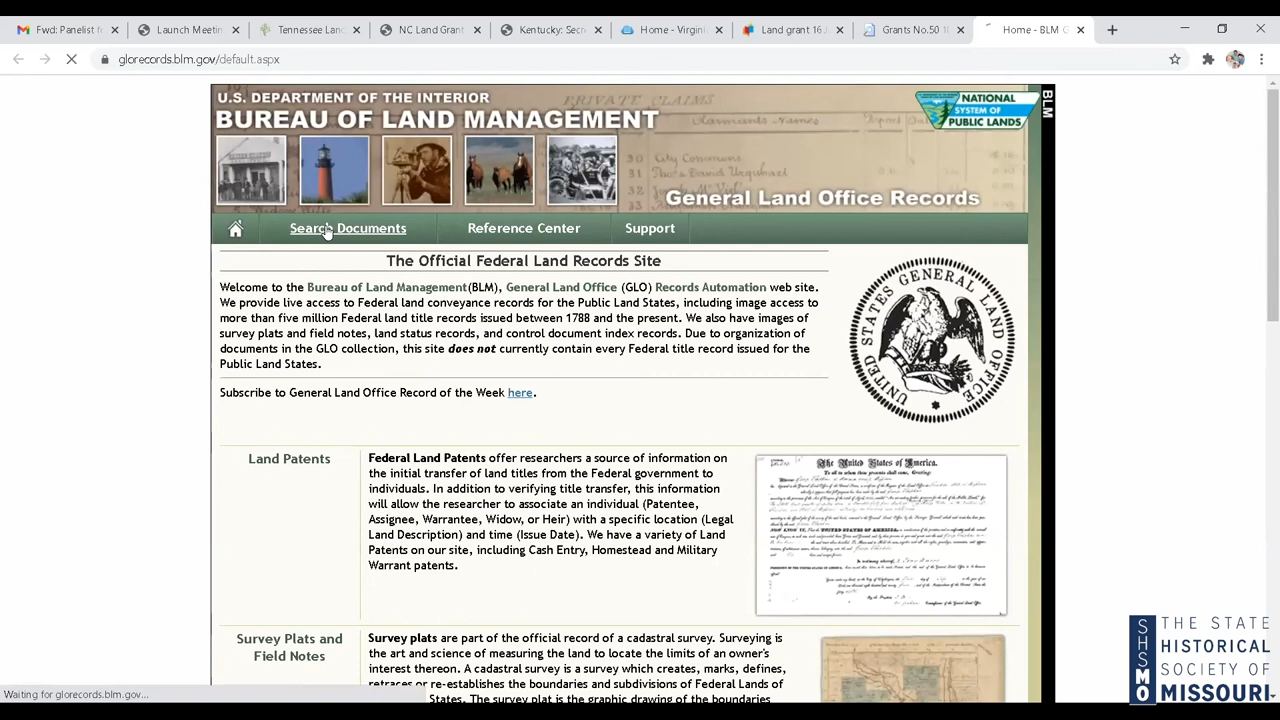 Fwd: Panelist f
Launch Meetin
Tennessee Lan
NC Land Grant
Kentucky: Secr
Home - Virgini
Land grant 16 J
Grants No.50 1
Home - BLM G
glorecords.blm.gov/default.aspx
U.S. DEPARTMENT OF THE INTERIOR
BUREAU OF LAND MANAGEMENT
NATIONAL
SYSTEM OF
PUBLIC LANDS
BLM
PRIVATE CLAIMS
30 City Commons
General Land Office Records
Search Documents
Reference Center
Support
The Official Federal Land Records Site
Welcome to the Bureau of Land Management(BLM), General Land Office (GLO) Records Automation web site.
We provide live access to Federal land conveyance records for the Public Land States, including image access to
more than five million Federal land title records issued between 1788 and the present. We also have images of
survey plats and field notes, land status records, and control document index records. Due to organization of
documents in the GLO collection, this site does not currently contain every Federal title record issued for the
Public Land States.
UNITED STATES GENERAL LAND OFFICE
Subscribe to General Land Office Record of the Week here.
Land Patents
Federal Land Patents offer researchers a source of information
on the initial transfer of land titles from the Federal government to
individuals. In addition to verifying title transfer, this information
will allow the researcher to associate an individual (Patentee,
Assignee, Warrantee, Widow, or Heir) with a specific location (Legal
Land Description) and time (Issue Date). We have a variety of Land
Patents on our site, including Cash Entry, Homestead and Military
Warrant patents.
The United States of America,
Survey Plats and
Field Notes
Survey plats are part of the official record of a cadastral survey. Surveying is
the art and science of measuring the land to locate the limits of an owner's
interest thereon. A cadastral survey is a survey which creates, marks, defines,
retraces or re-establishes the boundaries and subdivisions of Federal Lands of
States. The survey plat is the graphic drawing of the boundaries
Waiting for glorecords.blm.gov...
SHSMO
THE STATE
HISTORICAL
SOCIETY OF
MISSOURI